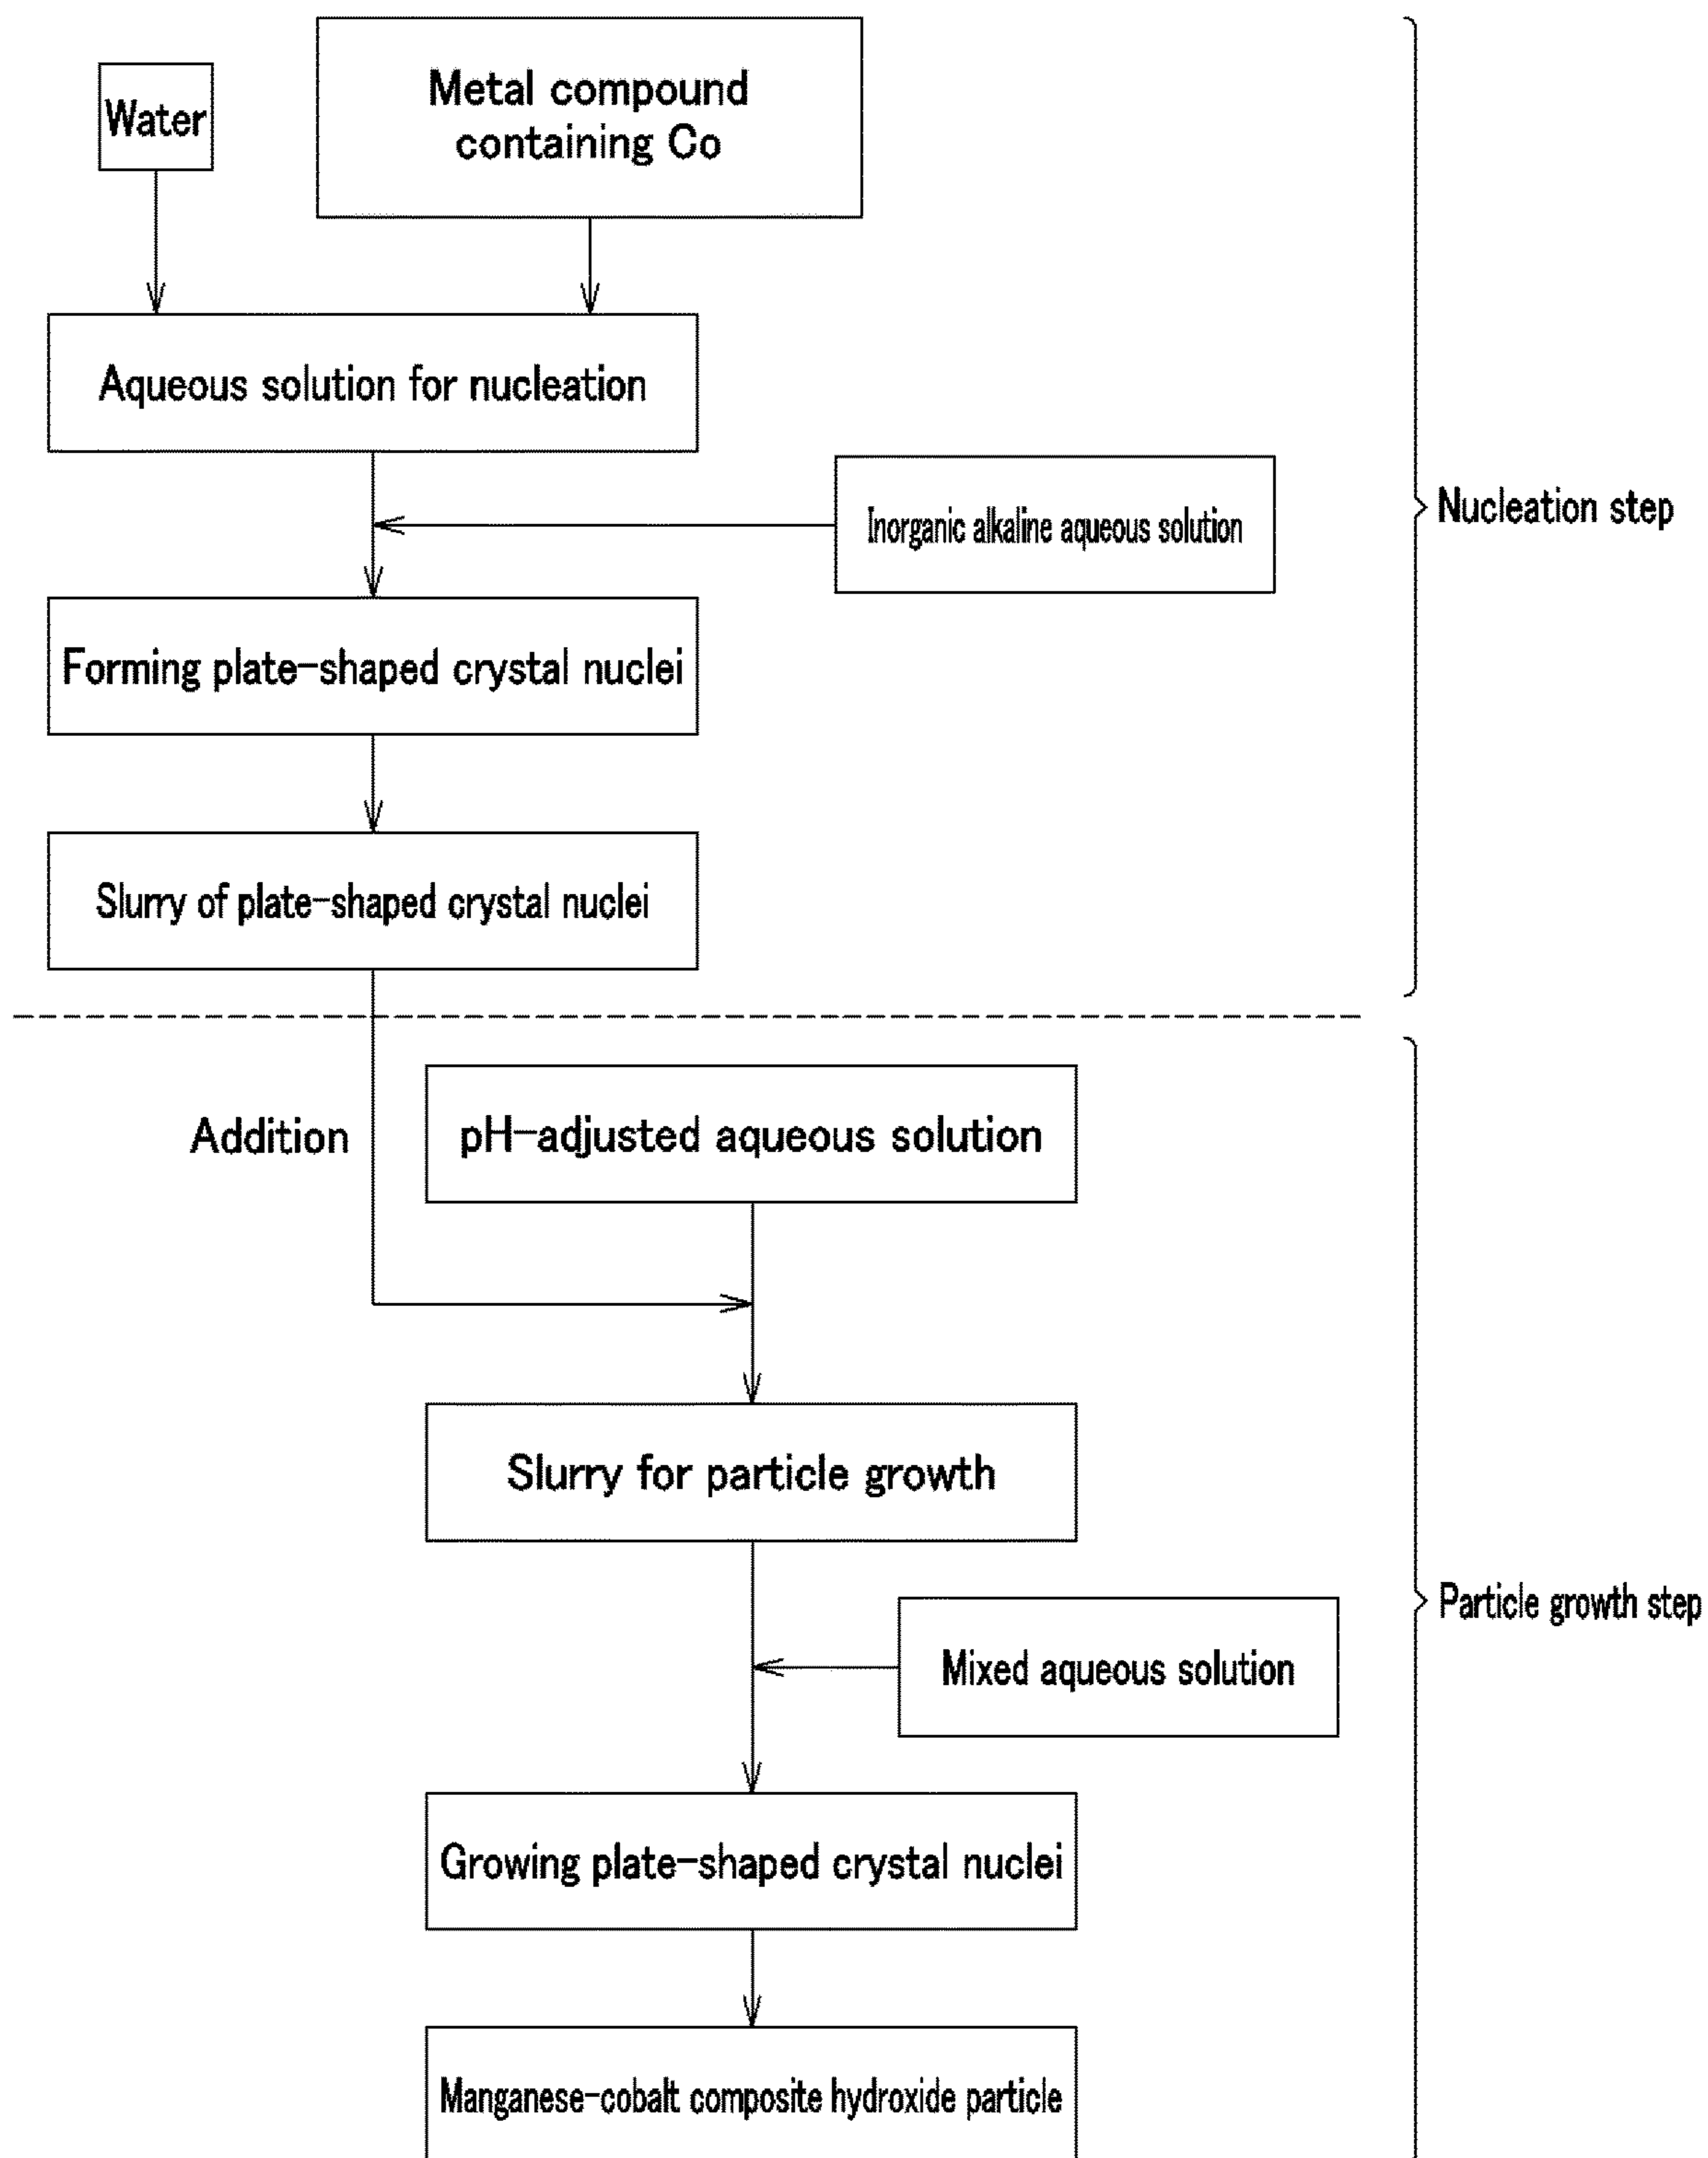 Water
Metal compound
containing Co
Aqueous solution for nucleation
Inorganic alkaline aqueous solution
Nucleation step
Forming plate-shaped crystal nuclei
Slurry of plate-shaped crystal nuclei
Addition
pH-adjusted aqueous solution
Slurry for particle growth
Particle growth step
Mixed aqueous solution
Growing plate-shaped crystal nuclei
Manganese-cobalt composite hydroxide particle